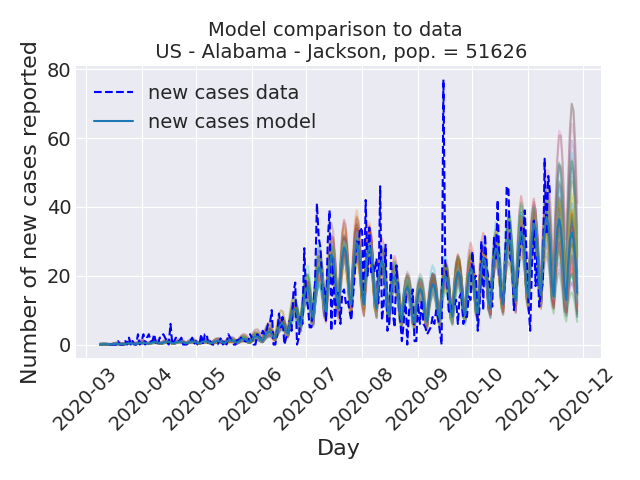 Model comparison to data
US - Alabama - Jackson, pop. = 51626
Number of new cases reported
80
60
40
20
0
new cases data
new cases model
2020-03
2020-04
2020-05
2020-06
2020-07
2020-08
2020-09
2020-10
2020-11
2020-12
Day